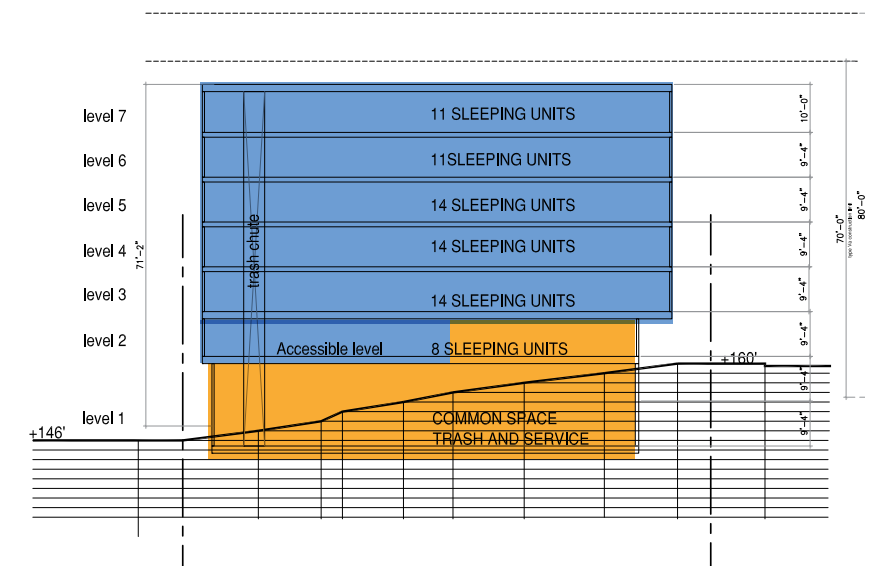 level 7
11 SLEEPING UNITS
10'-0"
level 6
11SLEEPING UNITS
9'-4"
level 5
14 SLEEPING UNITS
9'-4"
level 4
14 SLEEPING UNITS
9'-4"
71'-2"
trash chute
70'-0"
80'-0"
level 3
14 SLEEPING UNITS
9'-4"
level 2
Accessible level
8 SLEEPING UNITS
9'-4"
+160'
9'-4"
level 1
COMMON SPACE
TRASH AND SERVICE
9'-4"
+146'